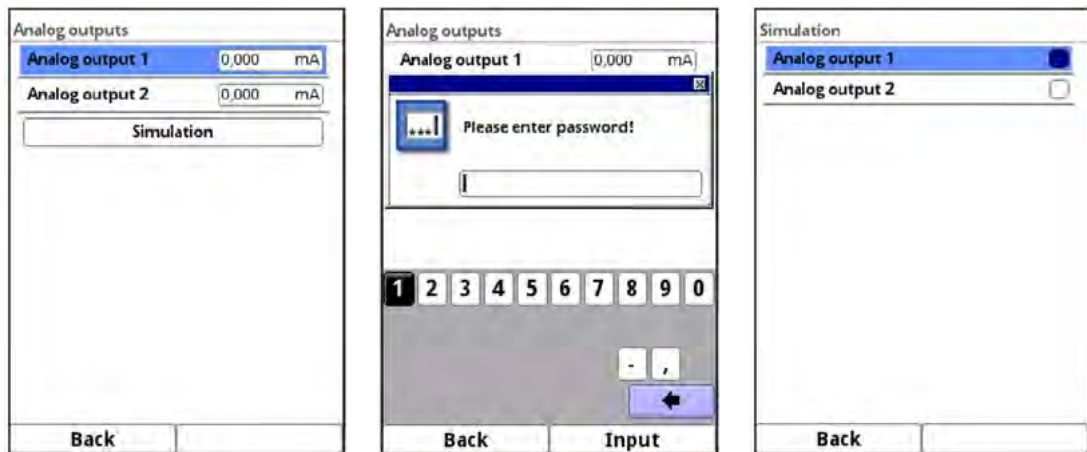 Analog outputs
Analog output 1 0,000 mA
Analog output 2 0,000 mA
Simulation
Back
Analog outputs
Analog output 1 0,000 mA
***
Please enter password!
1 2 3 4 5 6 7 8 9 0
- ,
Back Input
Simulation
Analog output 1
Analog output 2
Back